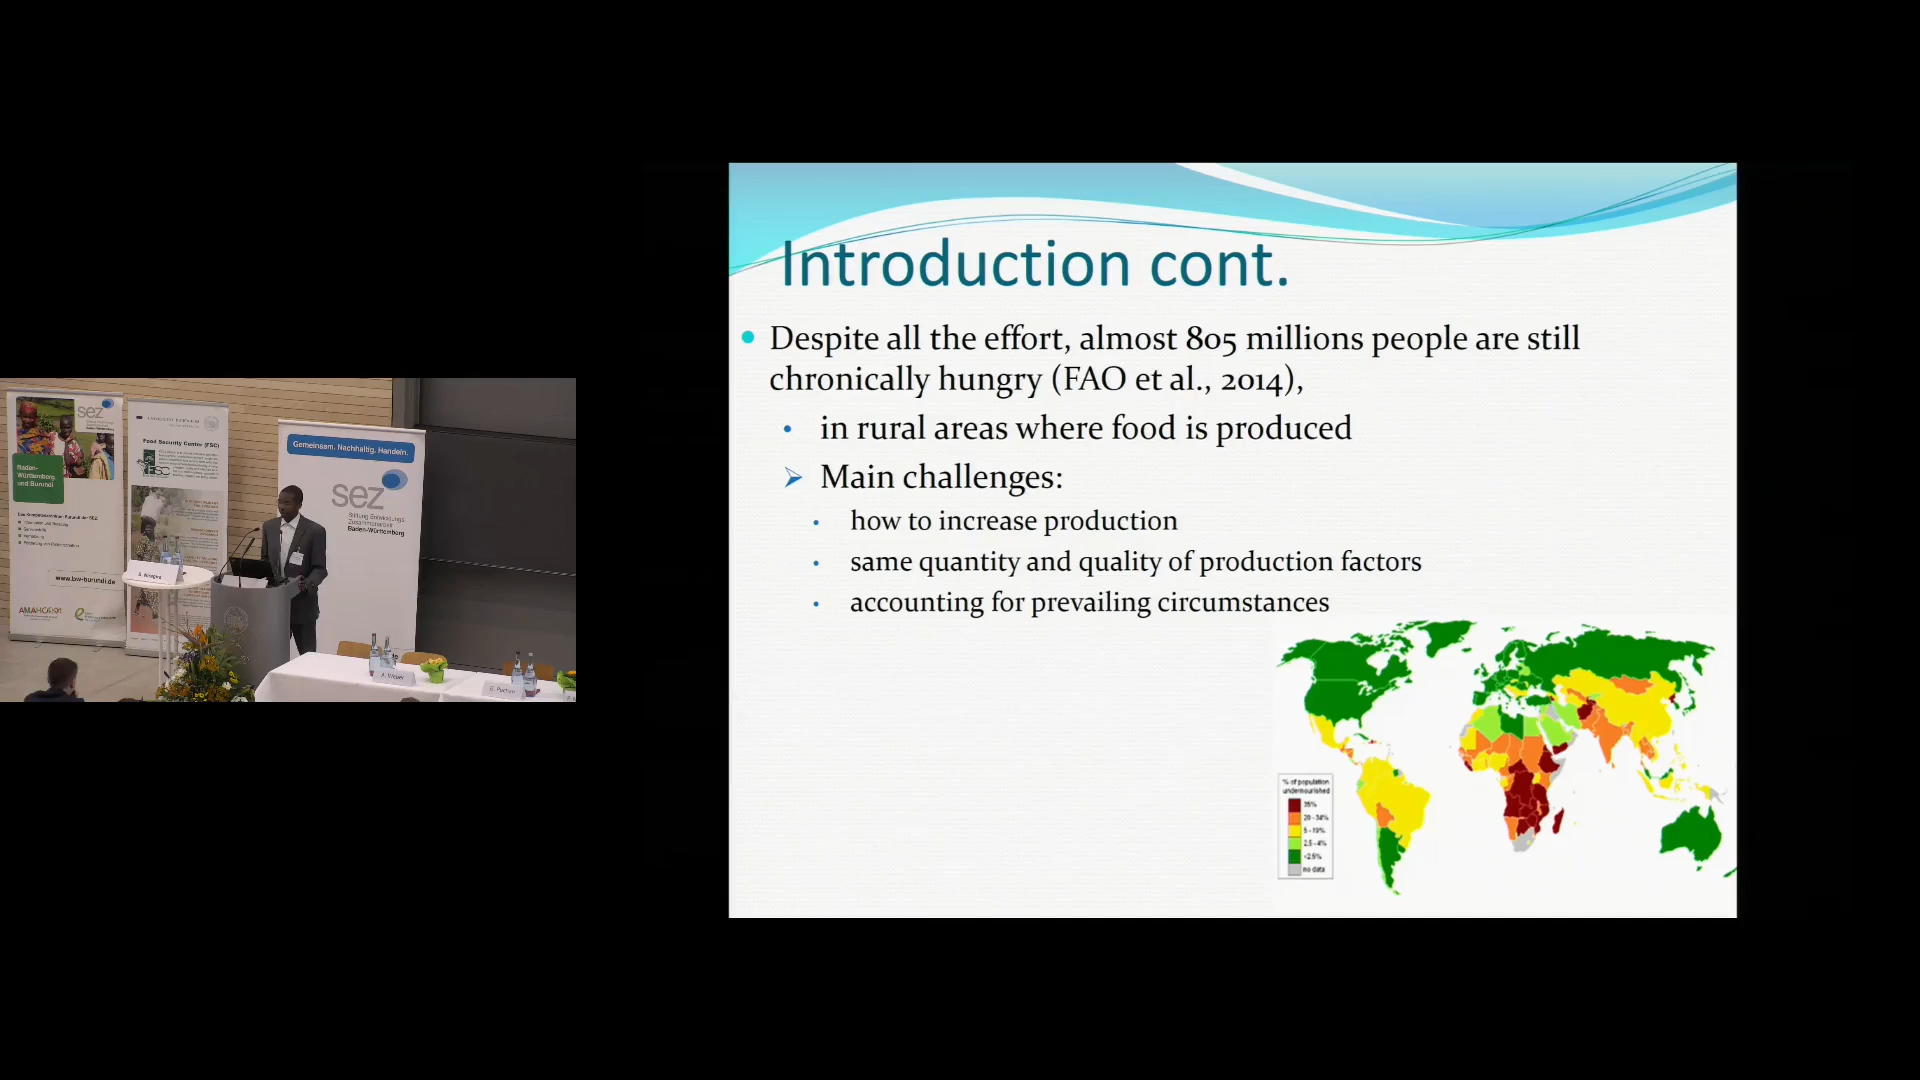 Introduction cont.
Despite all the effort, almost 805 millions people are still
chronically hungry (FAO et al., 2014),
in rural areas where food is produced
Main challenges:
how to increase production
same quantity and quality of production factors
accounting for prevailing circumstances
% of population
undernourished
35%
20 - 34%
5 - 19%
2.5 - 4%
<2.5%
no data
sez
Baden-Württemberg
Baden-
Württemberg
und Burundi
www.bw-burundi.de
Food Security Center (FSC)
FSC
Gemeinsam. Nachhaltig. Handeln.
sez
Stiftung Entwicklungs-
Zusammenarbeit
Baden-Württemberg